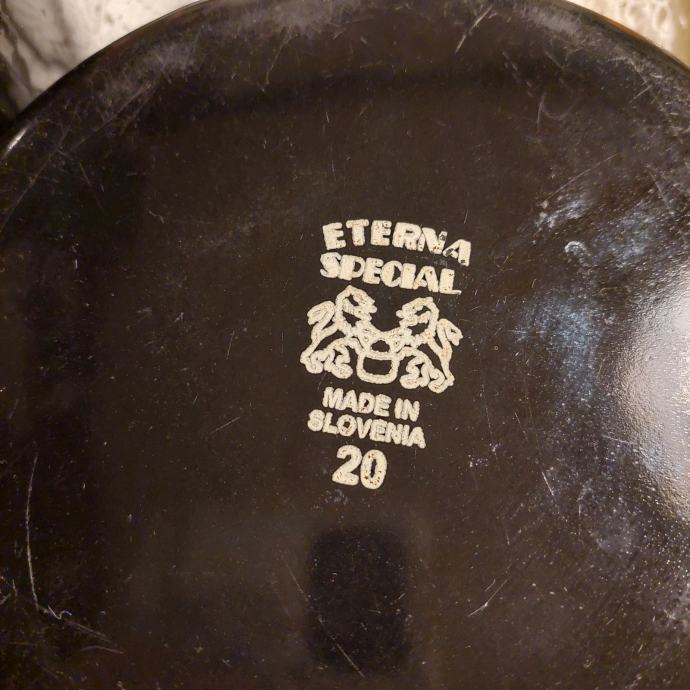 ETERNA
SPECIAL
MADE IN
SLOVENIA
20